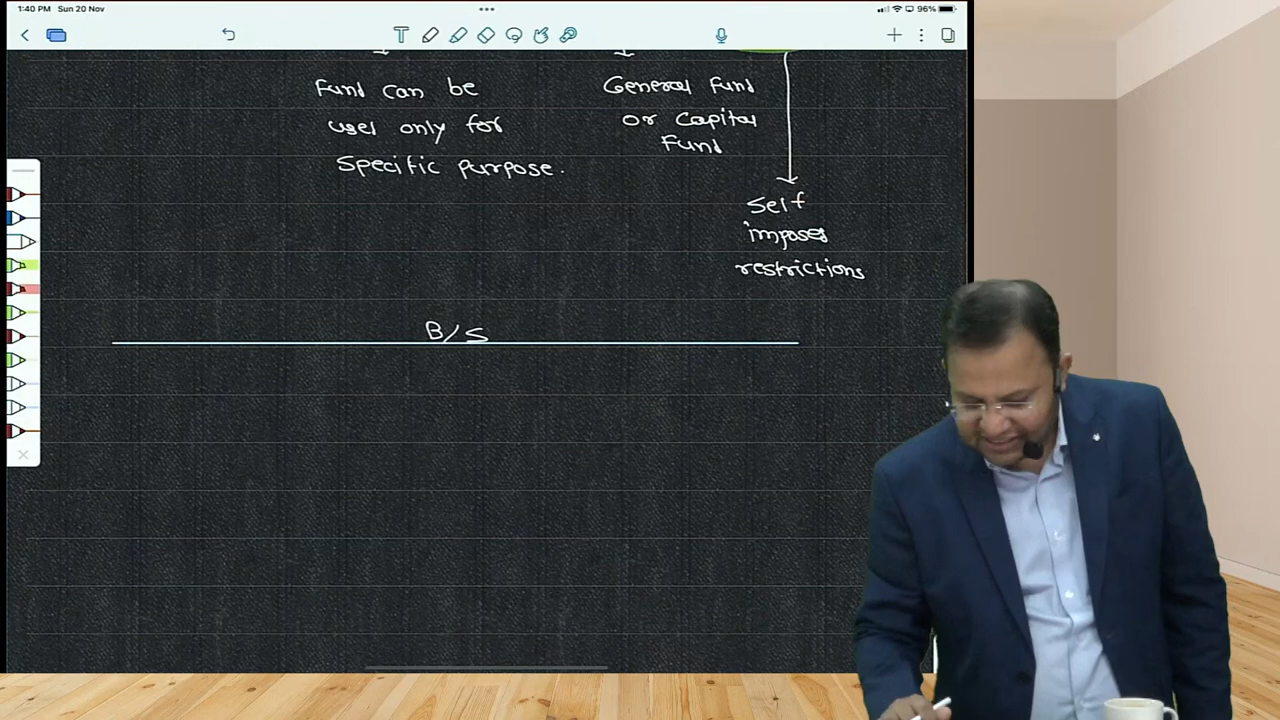 1:40 PM Sun 20 Nov
96%
T
Fund can be
used only for
specific purpose.
General Fund
or Capital
Fund
Self
imposed
restrictions
B/S